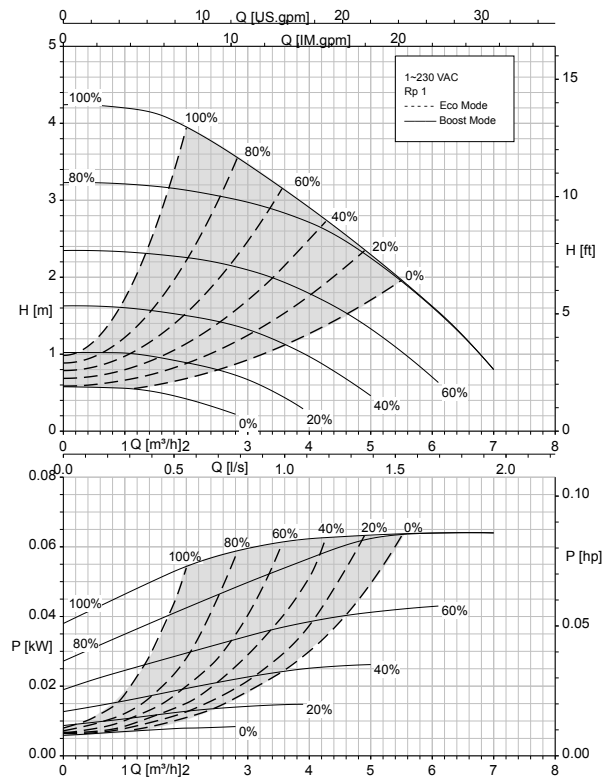 Q [US.gpm]
0 10 20 30
Q [IM.gpm]
0 10 20
5
4
3
2
1
0
H [m]
15
10
5
0
H [ft]
1~230 VAC
Rp 1
Eco Mode
Boost Mode
100%
100%
80%
80%
60%
40%
20%
0%
60%
40%
20%
0%
0 1 2 3 4 5 6 7 8
Q [m³/h]
0.0 0.5 1.0 1.5 2.0
Q [l/s]
0.08
0.06
0.04
0.02
0.00
P [kW]
0.10
0.05
0.00
P [hp]
100%
80%
60%
40%
20%
0%
100%
80%
60%
40%
20%
0%
0 1 2 3 4 5 6 7 8
Q [m³/h]